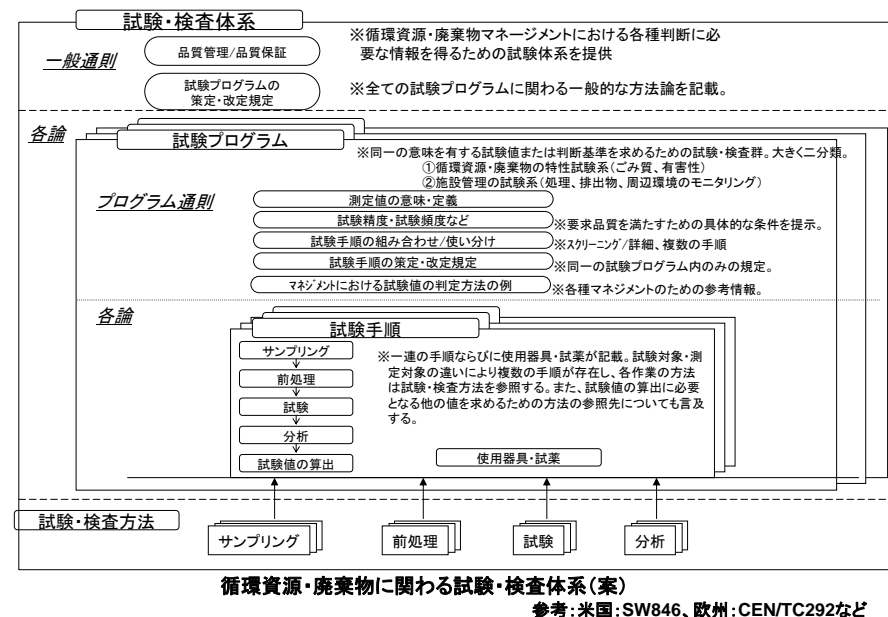 試験・検査体系
一般通則
品質管理/品質保証
※循環資源・廃棄物マネージメントにおける各種判断に必
要な情報を得るための試験体系を提供
試験プログラムの
策定・改定規定
※全ての試験プログラムに関わる一般的な方法論を記載。
各論
試験プログラム
※同一の意味を有する試験値または判断基準を求めるための試験・検査群。大きく二分類。
①循環資源・廃棄物の特性試験系(ごみ質、有害性)
②施設管理の試験系(処理、排出物、周辺環境のモニタリング)
プログラム通則
測定値の意味・定義
試験精度・試験頻度など
※要求品質を満たすための具体的な条件を提示。
試験手順の組み合わせ/使い分け
※スクリーニング/詳細、複数の手順
試験手順の策定・改定規定
※同一の試験プログラム内のみの規定。
マネジメントにおける試験値の判定方法の例
※各種マネジメントのための参考情報。
各論
試験手順
サンプリング
前処理
試験
分析
試験値の算出
※一連の手順ならびに使用器具・試薬が記載。試験対象・測
定対象の違いにより複数の手順が存在し、各作業の方法
は試験・検査方法を参照する。また、試験値の算出に必要
となる他の値を求めるための方法の参照先についても言及
する。
使用器具・試薬
試験・検査方法
サンプリング
前処理
試験
分析
循環資源・廃棄物に関わる試験・検査体系(案)
参考:米国:SW846、欧州:CEN/TC292など